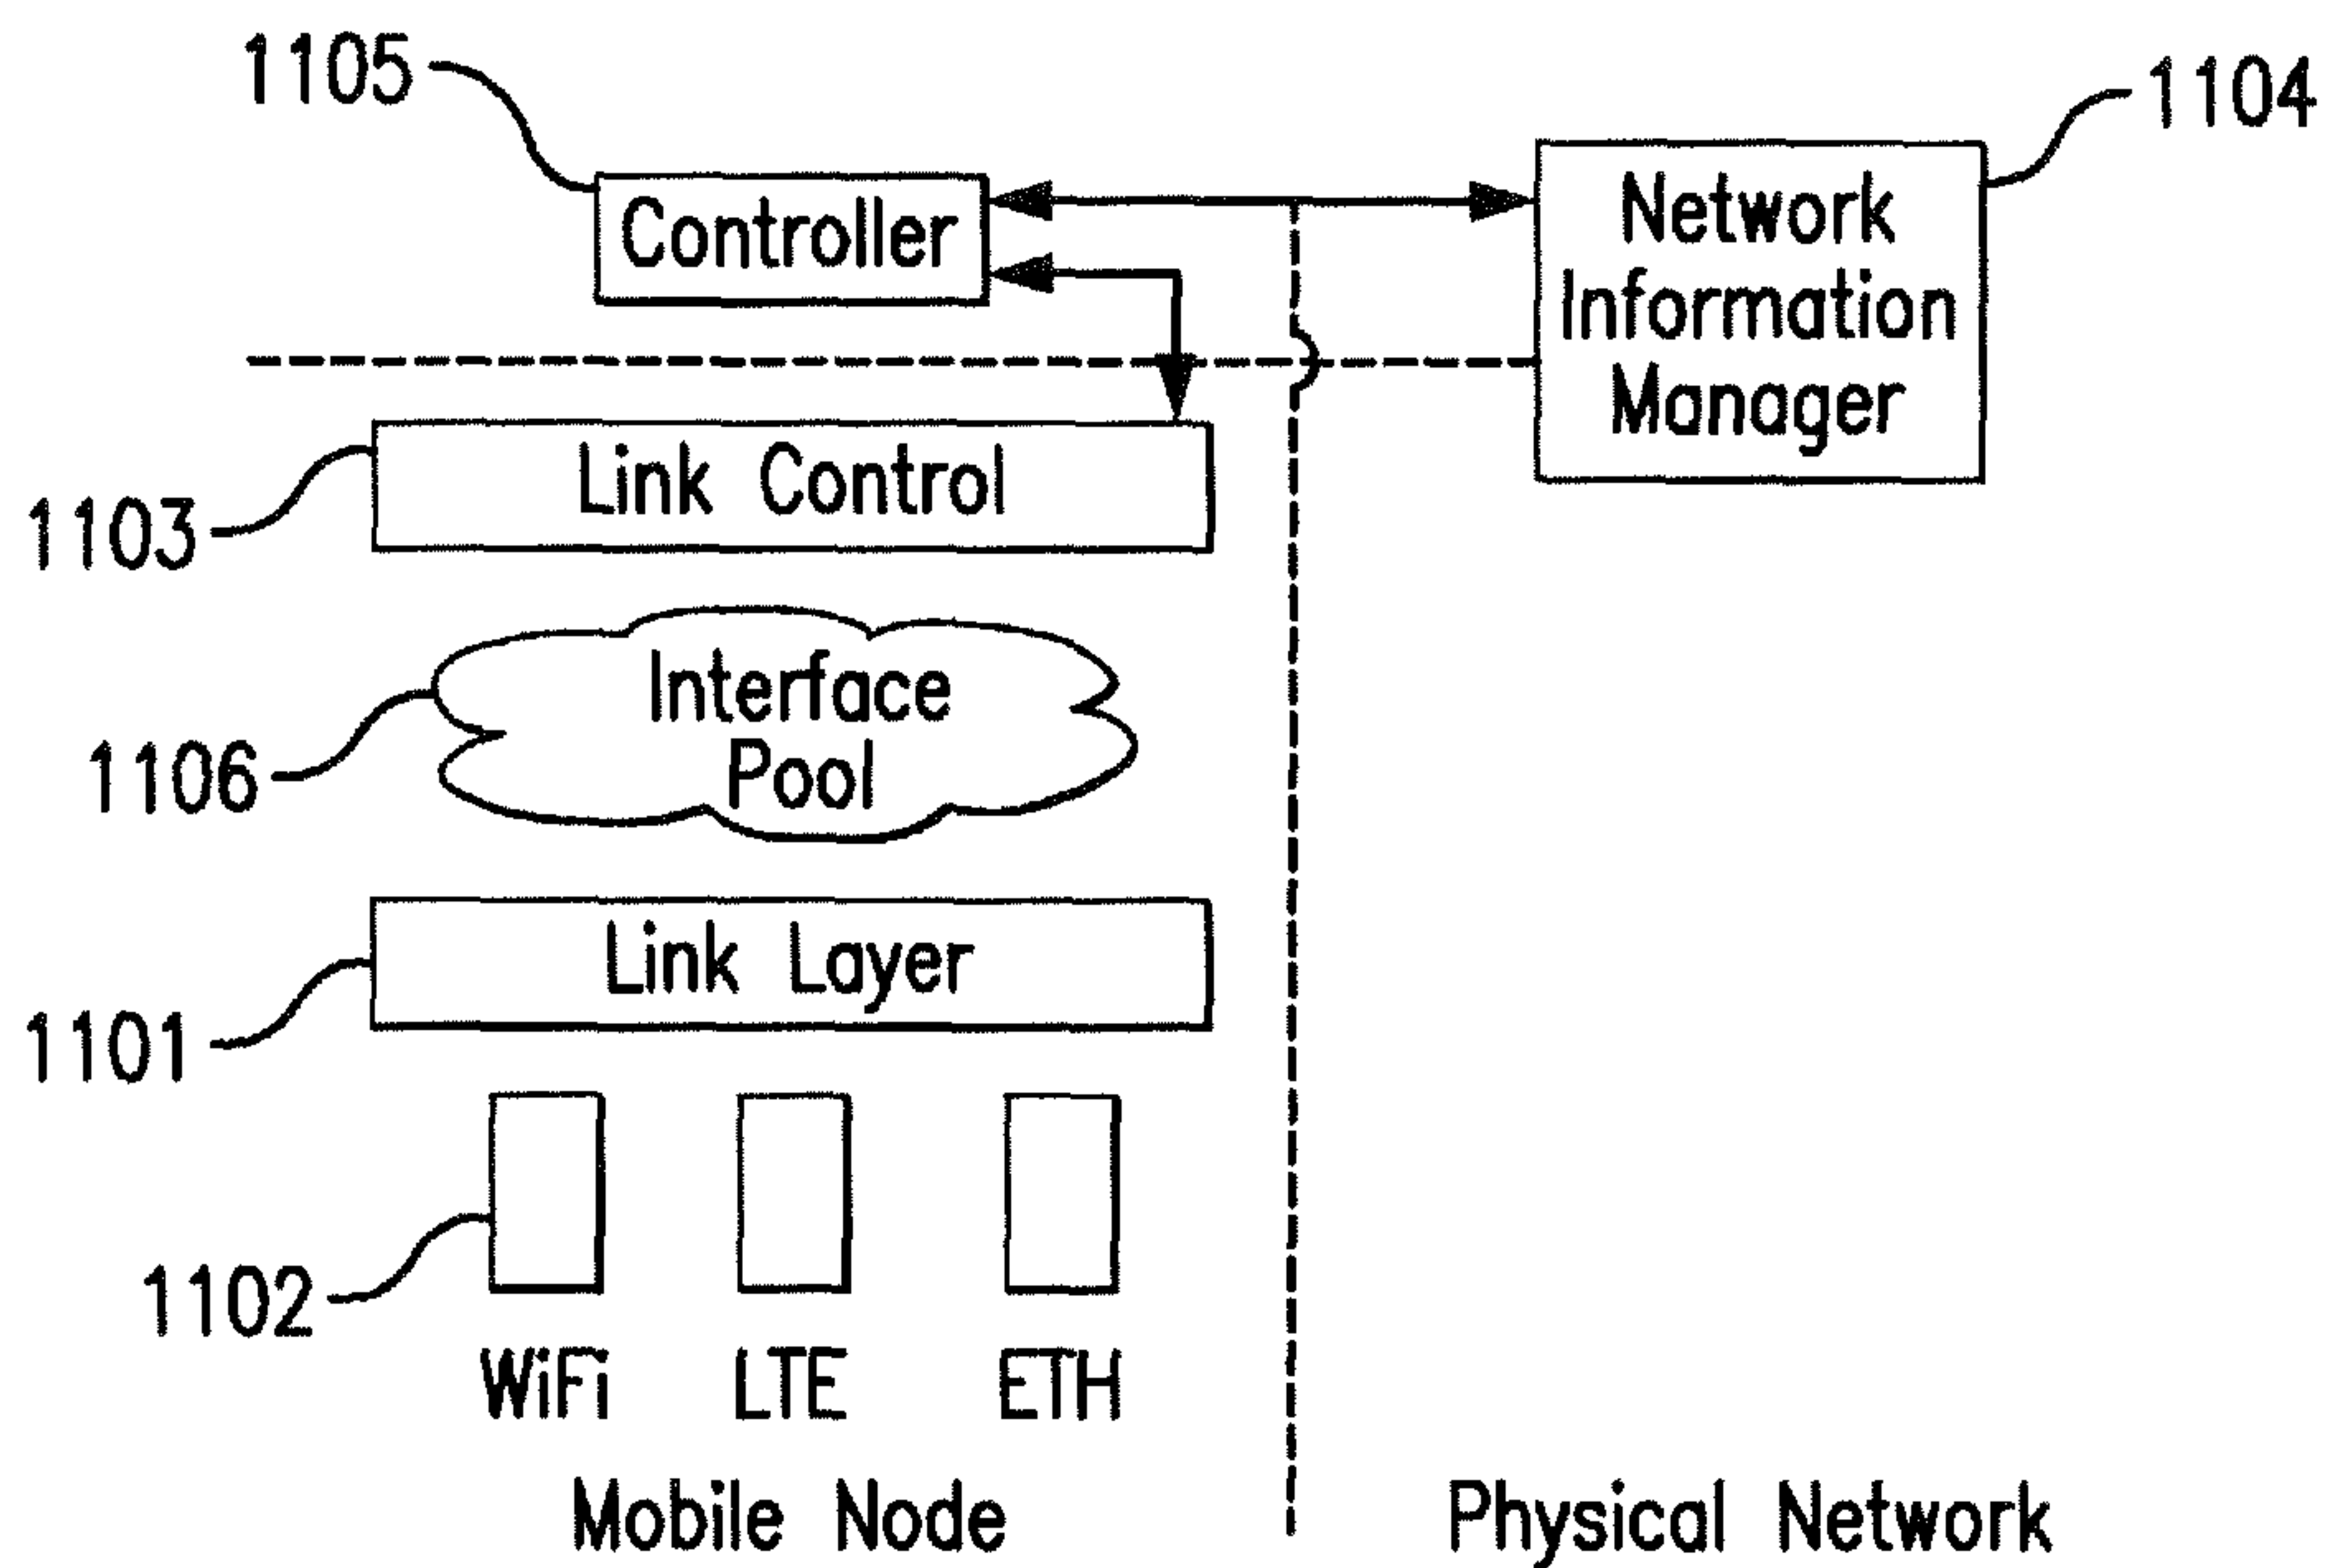 1105
1104
Controller
Network
Information
Manager
Link Control
1103
Interface
Pool
1106
Link Layer
1101
1102
WiFi LTE ETH
Mobile Node Physical Network